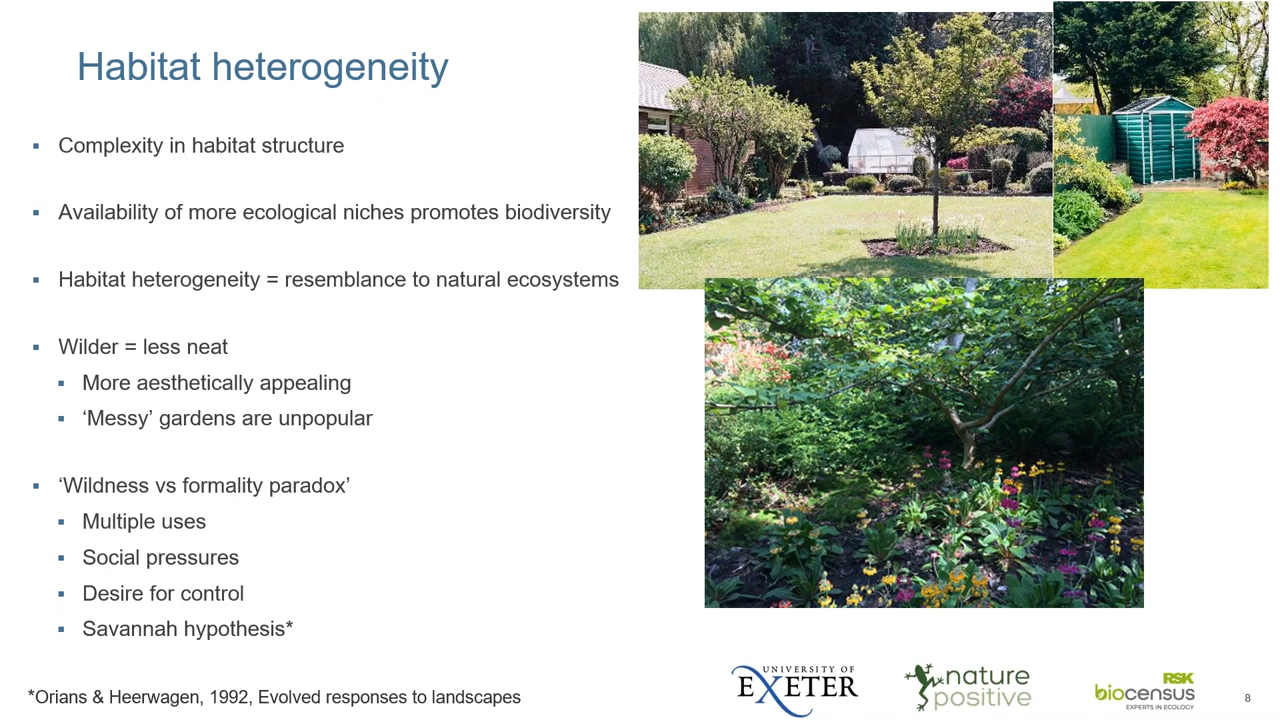 Habitat heterogeneity
▪ Complexity in habitat structure
▪ Availability of more ecological niches promotes biodiversity
▪ Habitat heterogeneity = resemblance to natural ecosystems
▪ Wilder = less neat
▪ More aesthetically appealing
▪ ‘Messy’ gardens are unpopular
▪ ‘Wildness vs formality paradox’
▪ Multiple uses
▪ Social pressures
▪ Desire for control
▪ Savannah hypothesis*
*Orians & Heerwagen, 1992, Evolved responses to landscapes
UNIVERSITY OF
EXETER
nature
positive
RSK
biocensus
EXPERTS IN ECOLOGY
8